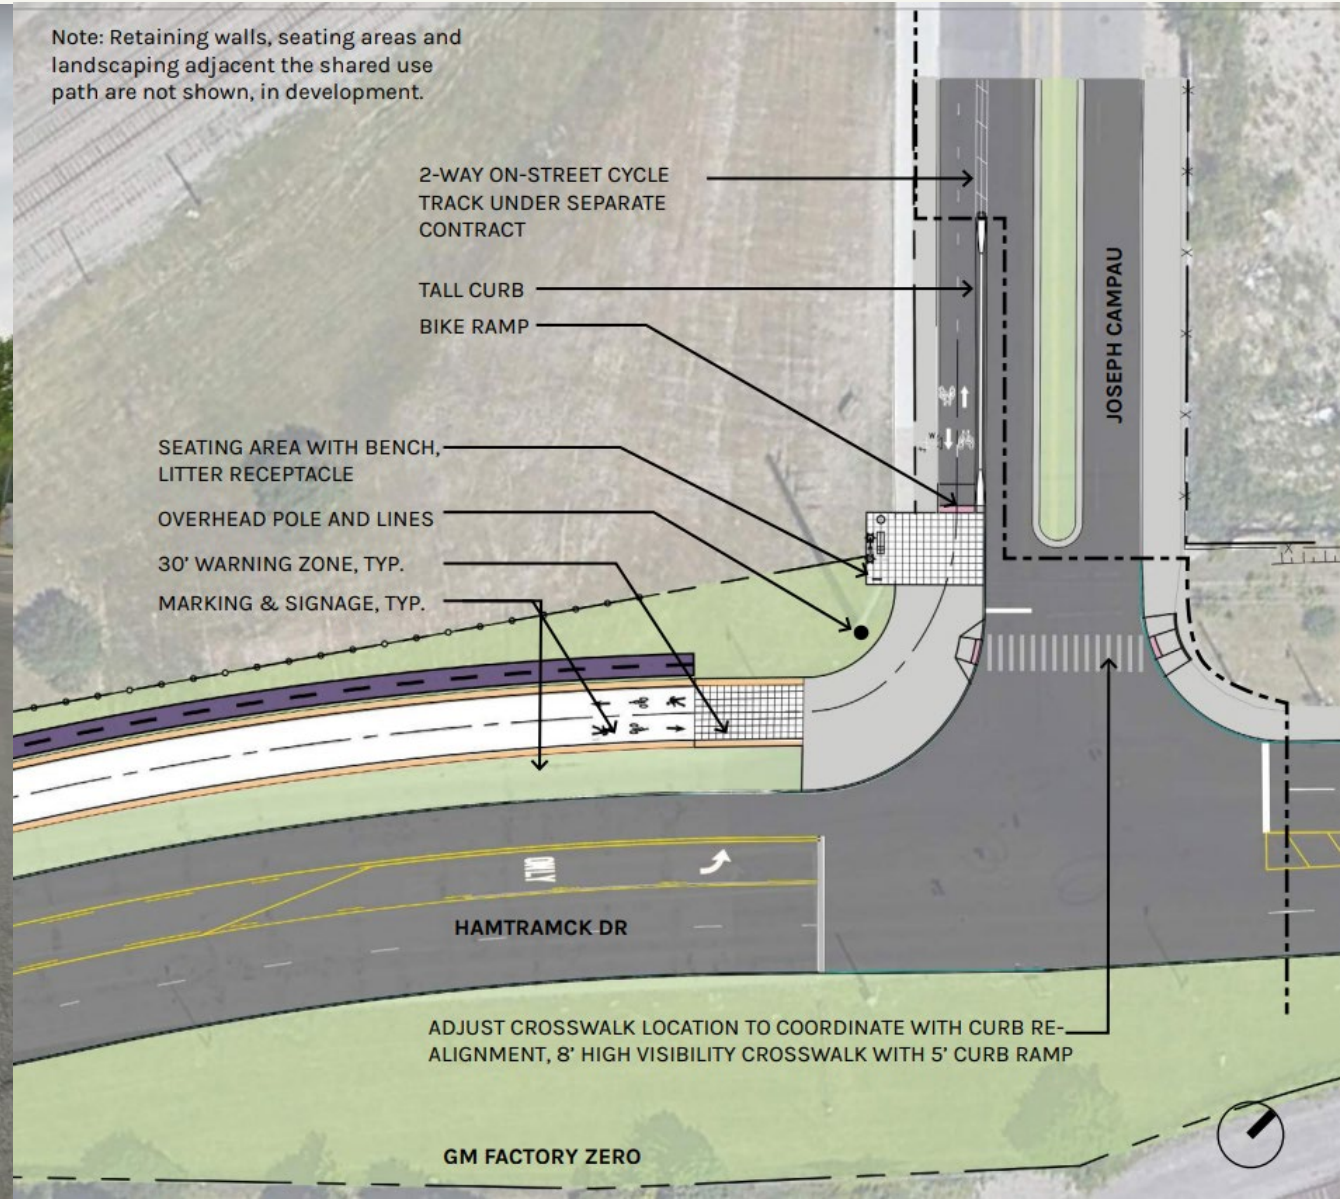 Note: Retaining walls, seating areas and
landscaping adjacent the shared use
path are not shown, in development.
2-WAY ON-STREET CYCLE
TRACK UNDER SEPARATE
CONTRACT
TALL CURB
BIKE RAMP
JOSEPH CAMPAU
SEATING AREA WITH BENCH,
LITTER RECEPTACLE
OVERHEAD POLE AND LINES
30' WARNING ZONE, TYP.
MARKING & SIGNAGE, TYP.
ONLY
HAMTRAMCK DR
ADJUST CROSSWALK LOCATION TO COORDINATE WITH CURB RE-
ALIGNMENT, 8' HIGH VISIBILITY CROSSWALK WITH 5' CURB RAMP
GM FACTORY ZERO